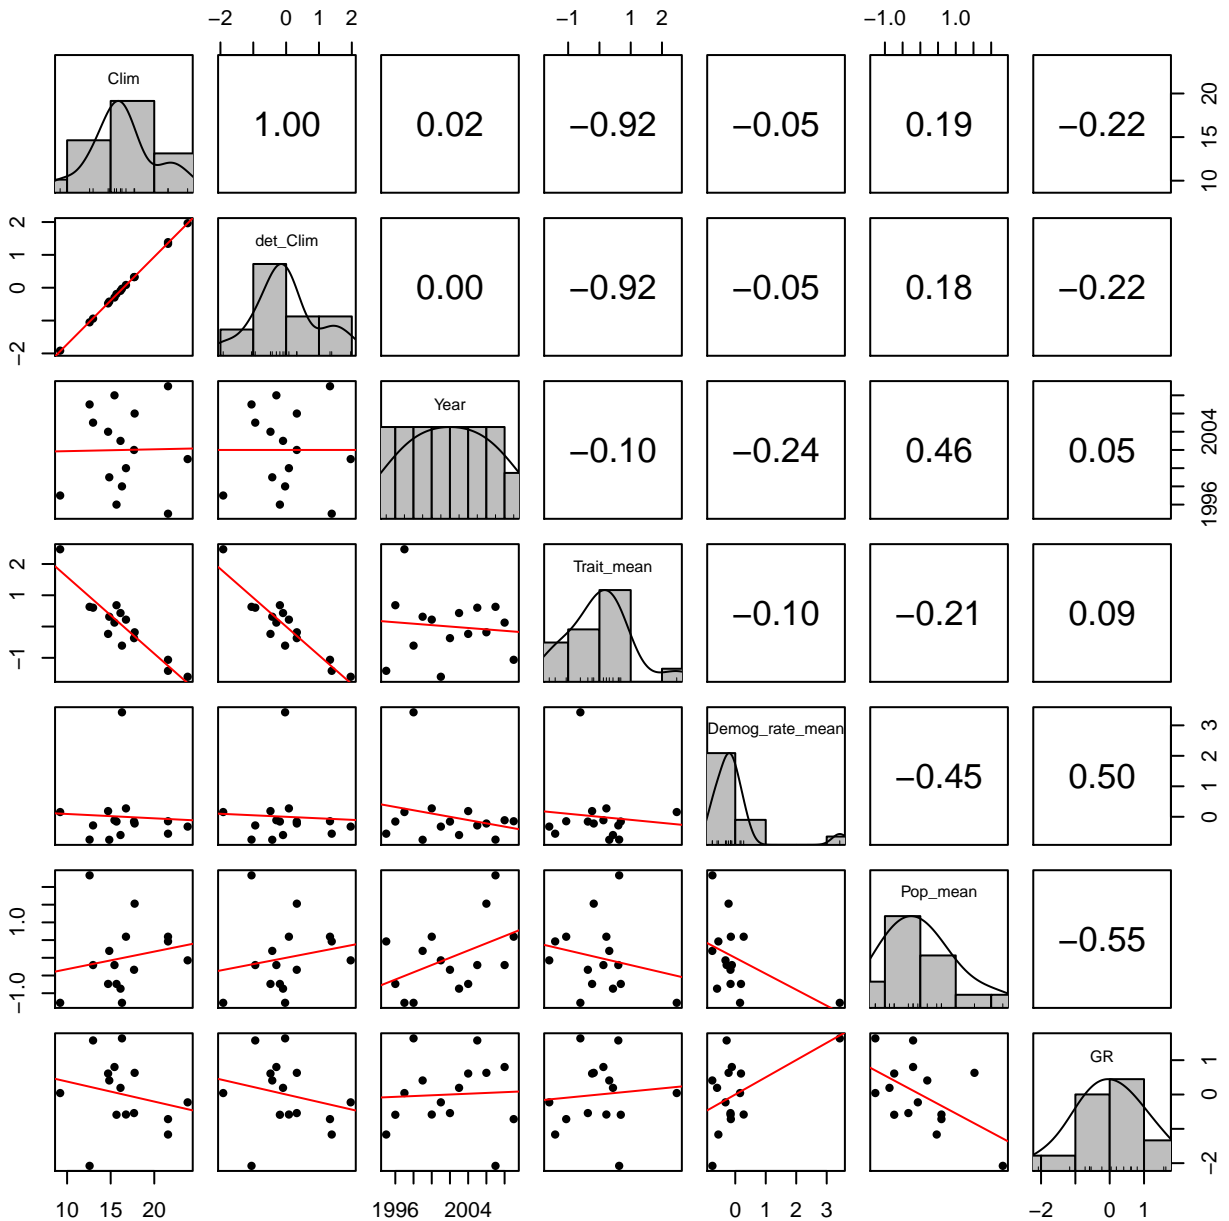 −2 0 1 2 −1 1 2 −1.0 1.0
Clim 1.00 0.02 −0.92 −0.05 0.19 −0.22 10 15 20
−2 0 1 2 det_Clim 0.00 −0.92 −0.05 0.18 −0.22
Year −0.10 −0.24 0.46 0.05 1996 2004
−1 1 2 Trait_mean −0.10 −0.21 0.09
Demog_rate_mean −0.45 0.50 0 1 2 3
−1.0 1.0 Pop_mean −0.55
GR −2 0 1
10 15 20 1996 2004 0 1 2 3 −2 0 1